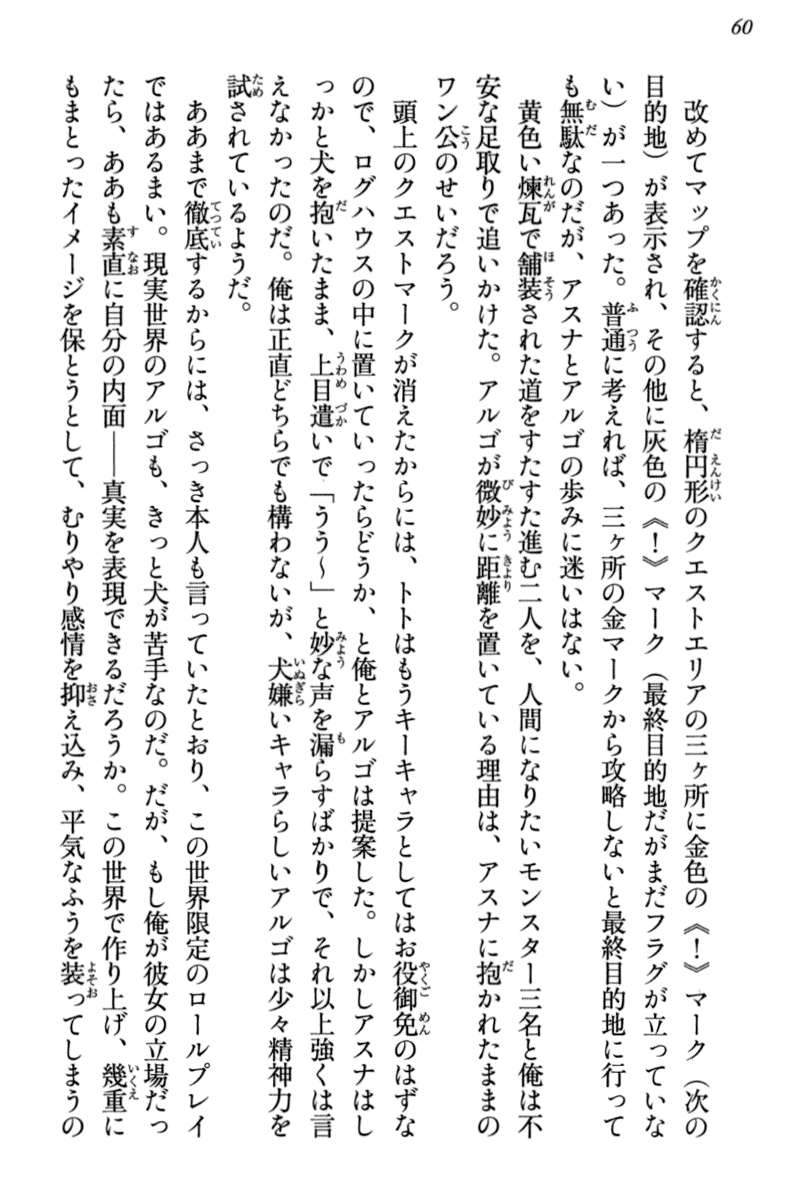 60
改めてマップを確認すると、楕円形のクエストエリアの三ヶ所に金色の《！》マーク（次の
目的地）が表示され、その他に灰色の《！》マーク（最終目的地だがまだフラグが立っていな
い）が一つあった。普通に考えれば、三ヶ所の金マークから攻略しないと最終目的地に行って
も無駄なのだが、アスナとアルゴの歩みに迷いはない。
黄色い煉瓦で舗装された道をすたすた進む二人を、人間になりたいモンスター三名と俺は不
安な足取りで追いかけた。アルゴが微妙に距離を置いている理由は、アスナに抱かれたままの
ワン公のせいだろう。
頭上のクエストマークが消えたからには、トトはもうキーキャラとしてはお役御免のはずな
ので、ログハウスの中に置いていったらどうか、と俺とアルゴは提案した。しかしアスナはし
っかと犬を抱いたまま、上目遣いで「うう～」と妙な声を漏らすばかりで、それ以上強くは言
えなかったのだ。俺は正直どちらでも構わないが、犬嫌いキャラらしいアルゴは少々精神力を
試されているようだ。
ああまで徹底するからには、さっき本人も言っていたとおり、この世界限定のロールプレイ
ではあるまい。現実世界のアルゴも、きっと犬が苦手なのだ。だが、もし俺が彼女の立場だっ
たら、ああも素直に自分の内面――真実を表現できるだろうか。この世界で作り上げ、幾重に
もまとったイメージを保とうとして、むりやり感情を抑え込み、平気なふうを装ってしまうの